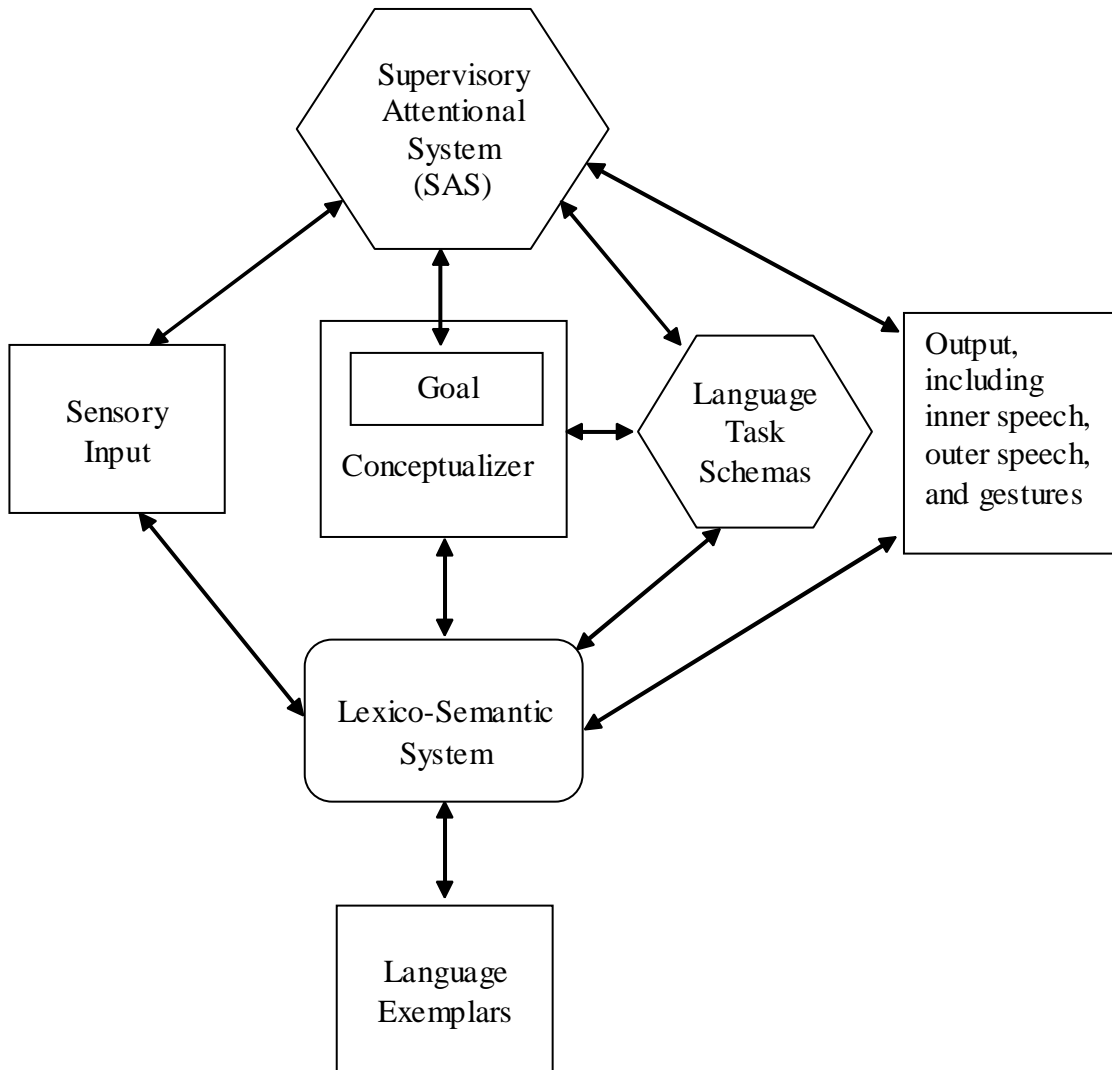 Supervisory
Attentional
System
(SAS)
Sensory
Input
Goal
Conceptualizer
Language
Task
Schemas
Output,
including
inner speech,
outer speech,
and gestures
Lexico-Semantic
System
Language
Exemplars